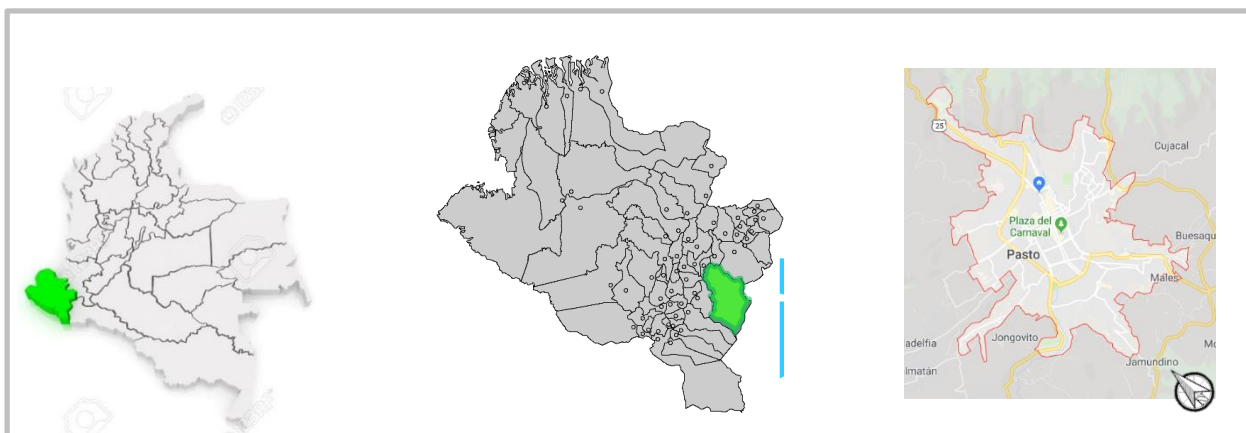 25
Cujacal
Plaza del
Carnaval
Pasto
Buesaqu
Males
Jongovito
adelfia
Mo
Jamundino
lmatán